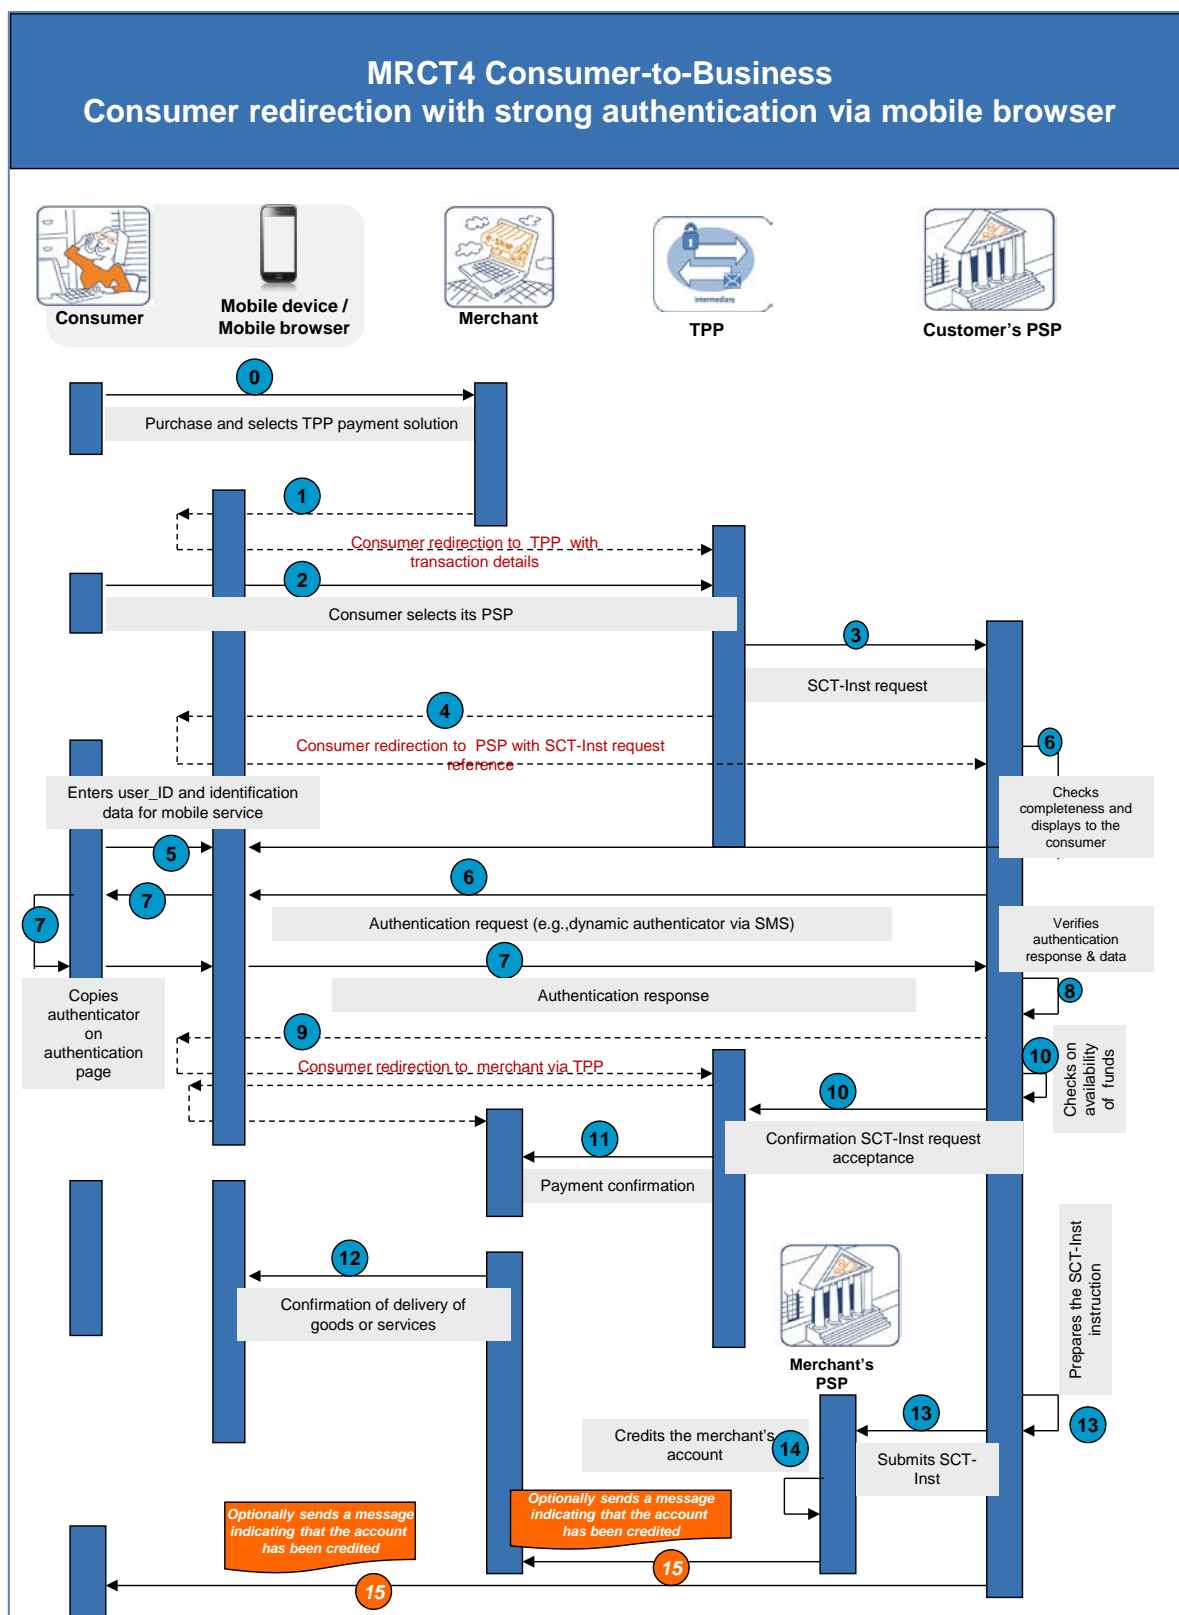 MRCT4 Consumer-to-Business
Consumer redirection with strong authentication via mobile browser
Consumer
Mobile device /
Mobile browser
e-shop
Merchant
Intermediary
TPP
Customer's PSP
0
Purchase and selects TPP payment solution
1
Consumer redirection to TPP with
transaction details
2
Consumer selects its PSP
3
SCT-Inst request
4
Consumer redirection to PSP with SCT-Inst request
reference
6
Checks
completeness and
displays to the
consumer
Enters user_ID and identification
data for mobile service
5
6
7
7
Authentication request (e.g.,dynamic authenticator via SMS)
Verifies
authentication
response & data
7
Authentication response
8
Copies
authenticator
on
authentication
page
9
Consumer redirection to merchant via TPP
10
Checks on
availability
of funds
10
Confirmation SCT-Inst request
acceptance
11
Payment confirmation
12
Confirmation of delivery of
goods or services
Prepares the SCT-Inst
instruction
Merchant's
PSP
13
13
Submits SCT-
Inst
Credits the merchant's
account
14
Optionally sends a message
indicating that the account
has been credited
Optionally sends a message
indicating that the account
has been credited
15
15